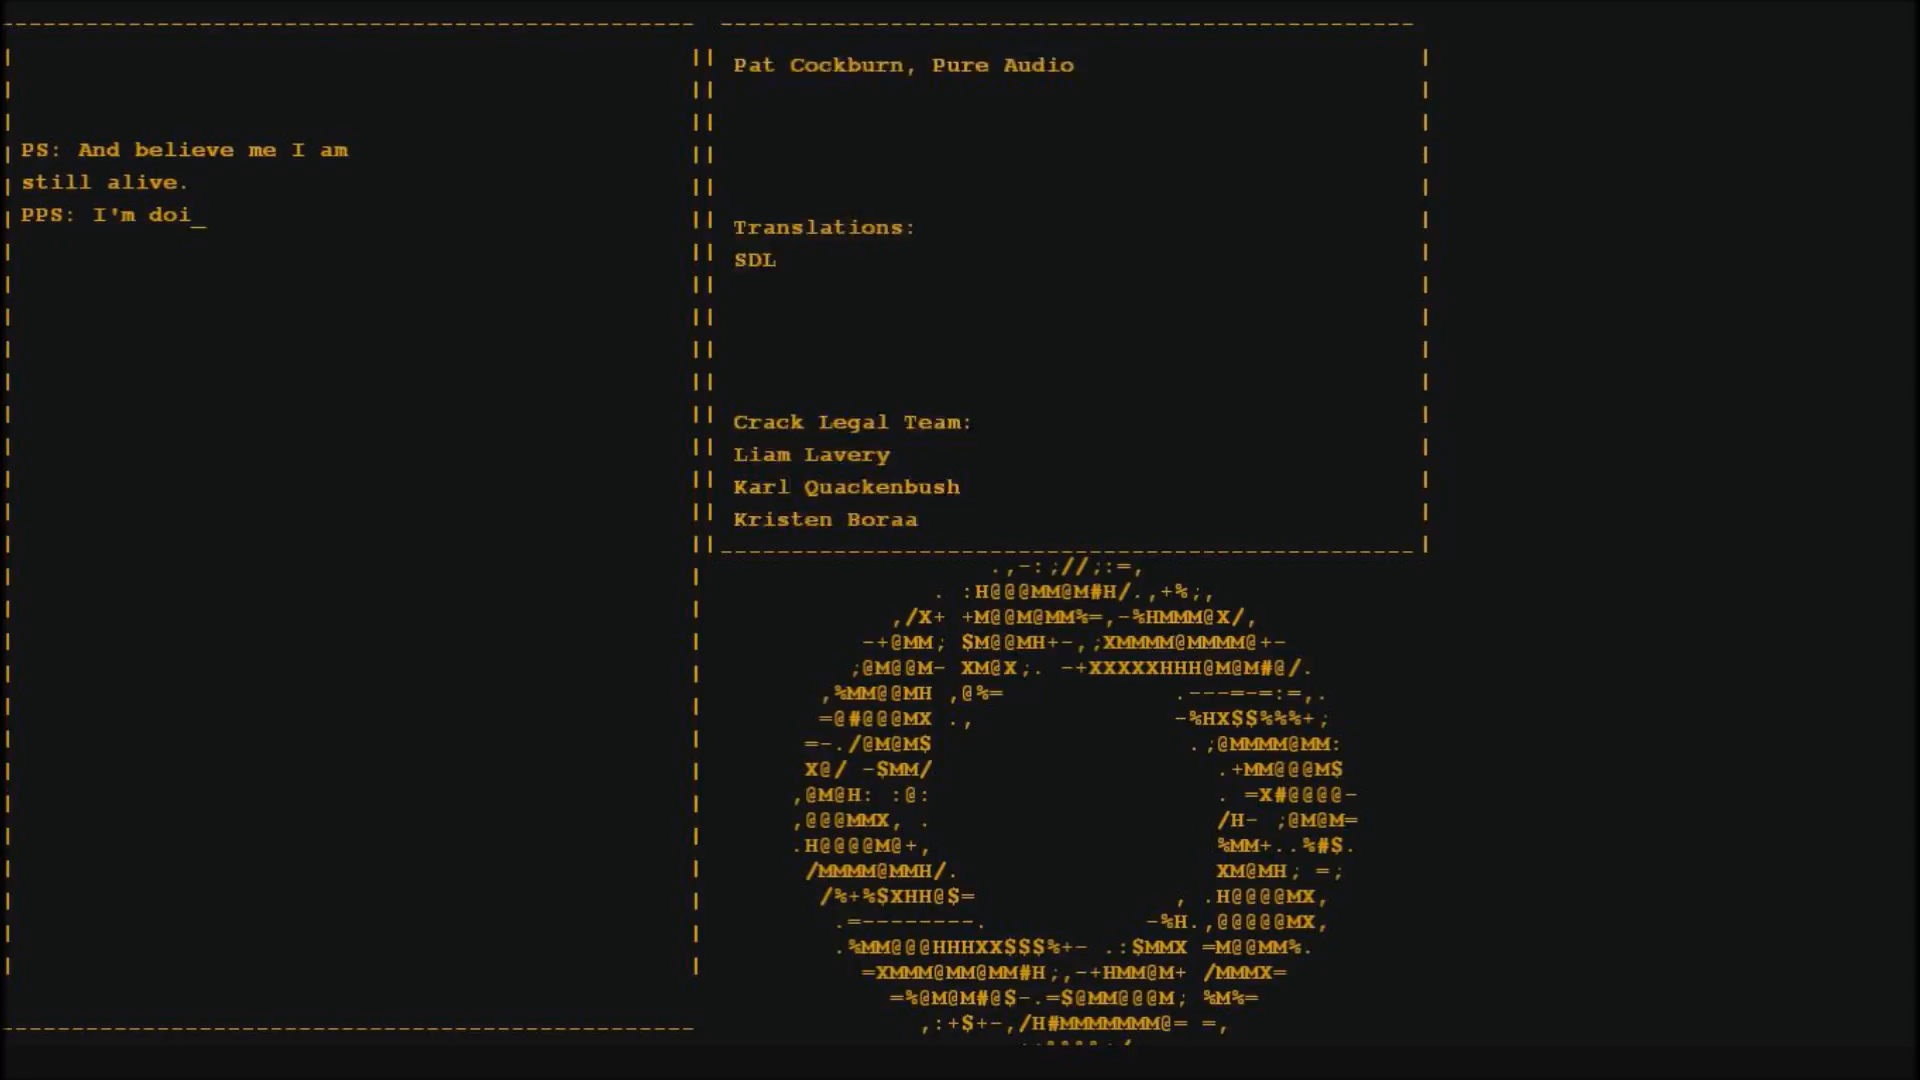 PS: And believe me I am
still alive.
PPS: I'm doi_
Pat Cockburn, Pure Audio
Translations:
SDL
Crack Legal Team:
Liam Lavery
Karl Quackenbush
Kristen Boraa